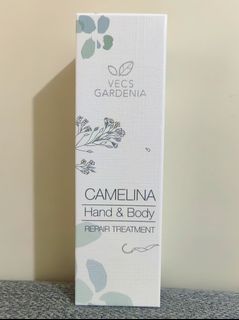 VECS
GARDENIA
CAMELINA
Hand & Body
REPAIR TREATMENT